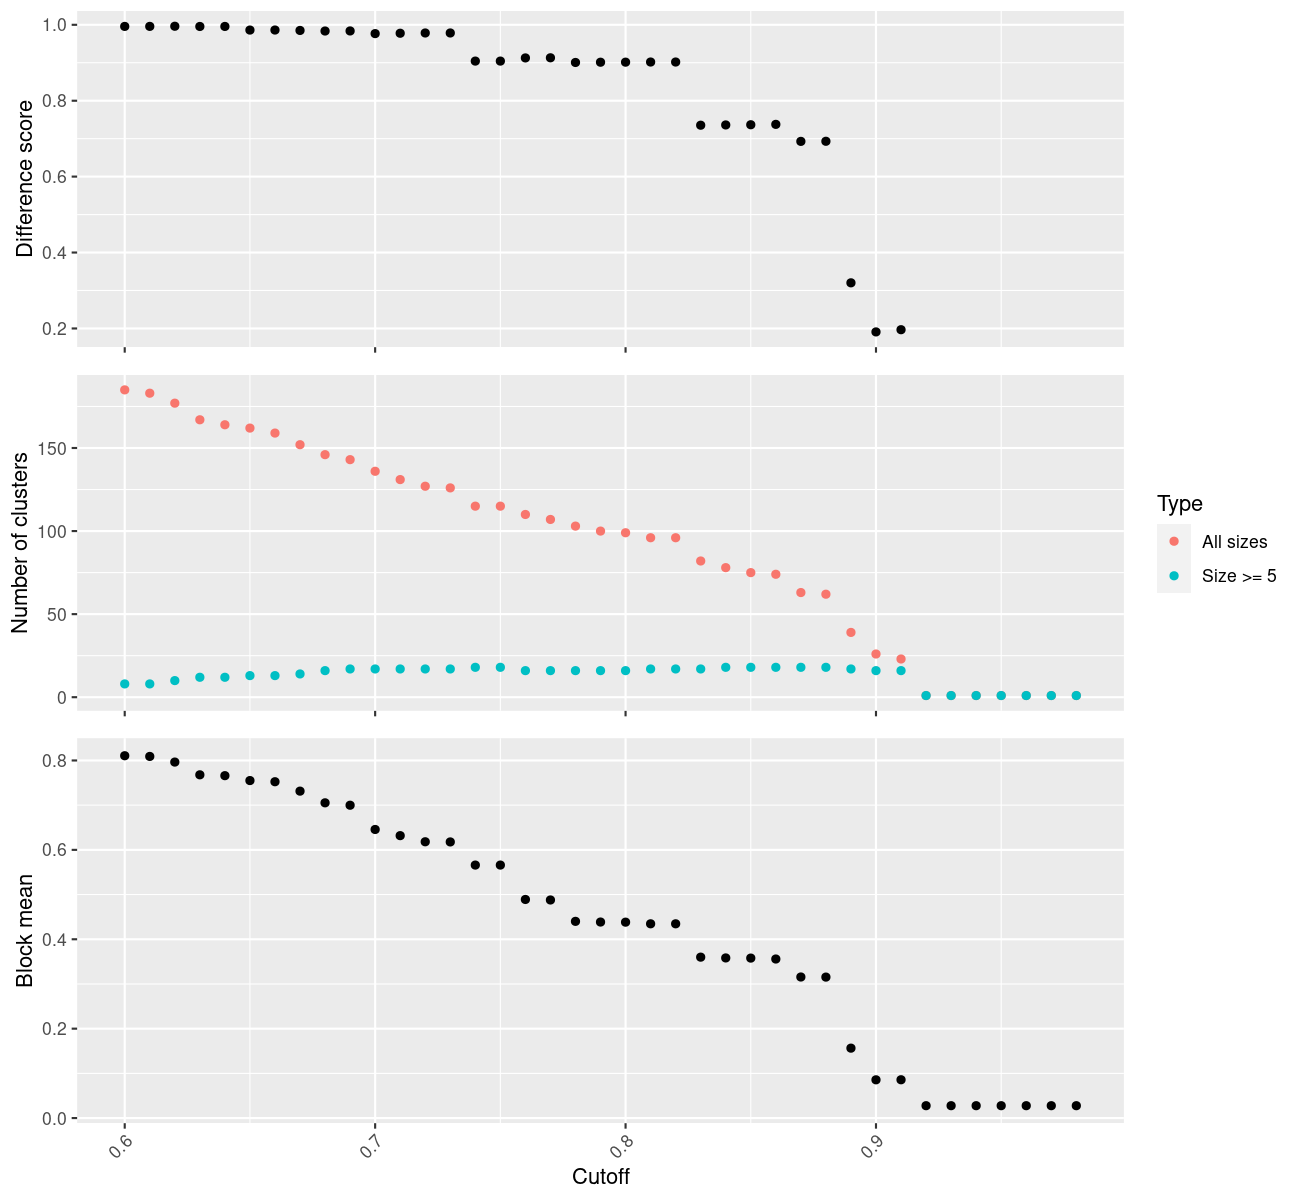 Difference score
1.0
0.8
0.6
0.4
0.2
Number of clusters
150
100
50
0
Type
All sizes
Size >= 5
Block mean
0.8
0.6
0.4
0.2
0.0
0.6
0.7
0.8
0.9
Cutoff